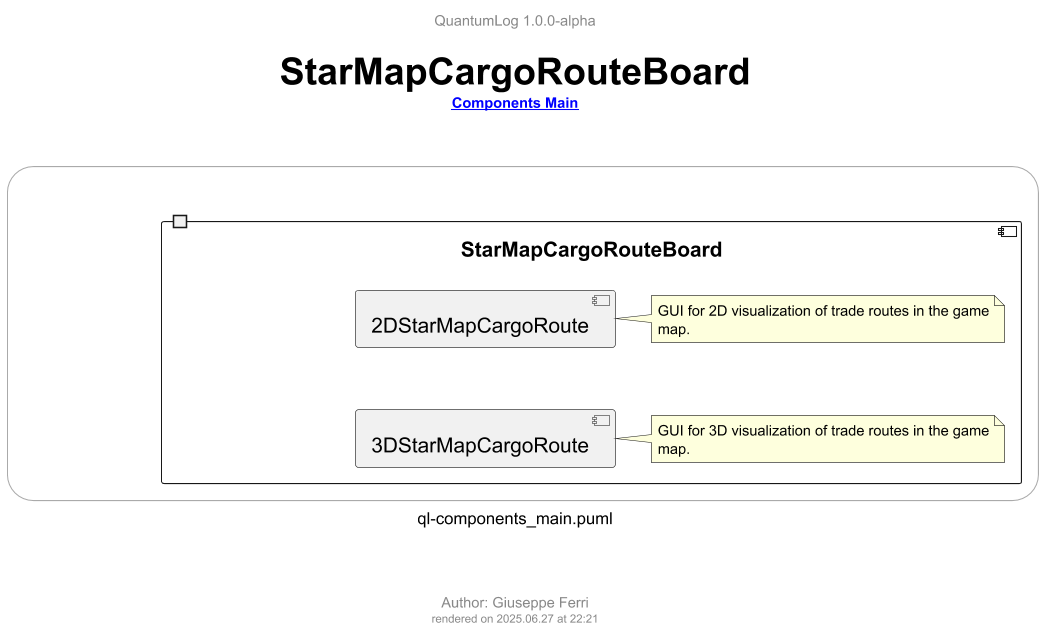 QuantumLog 1.0.0-alpha
StarMapCargoRouteBoard
Components Main
StarMapCargoRouteBoard
2DStarMapCargoRoute
GUI for 2D visualization of trade routes in the game
map.
3DStarMapCargoRoute
GUI for 3D visualization of trade routes in the game
map.
ql-components_main.puml
Author: Giuseppe Ferri
rendered on 2025.06.27 at 22:21